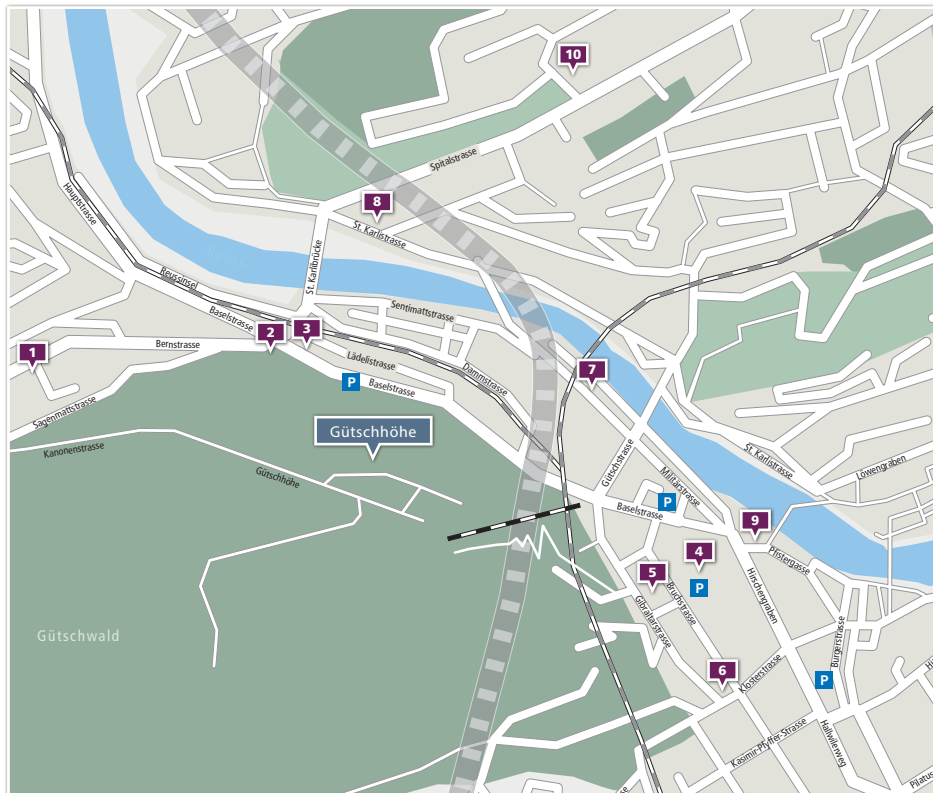 10
Spitalstrasse
8
St. Karlistrasse
Hauptstrasse
Reuss
St. Karlibrücke
Reussinsel
Sentimattstrasse
Baselstrasse
2
3
1
Bernstrasse
Lädelistrasse
Dammstrasse
7
P
Baselstrasse
Sagenmattstrasse
Gütschhöhe
Kanonenstrasse
Gütschhöhe
Gütschstrasse
St. Karlistrasse
Löwengraben
Militärstrasse
P
Baselstrasse
9
4
Pfistergasse
5
P
Bruchstrasse
Hirschengraben
Gibraltarstrasse
Burgerstrasse
Gütschwald
6
Klosterstrasse
P
Kasimir-Pfyffer-Strasse
Hallwilerweg
Hi
Pilatus
sse